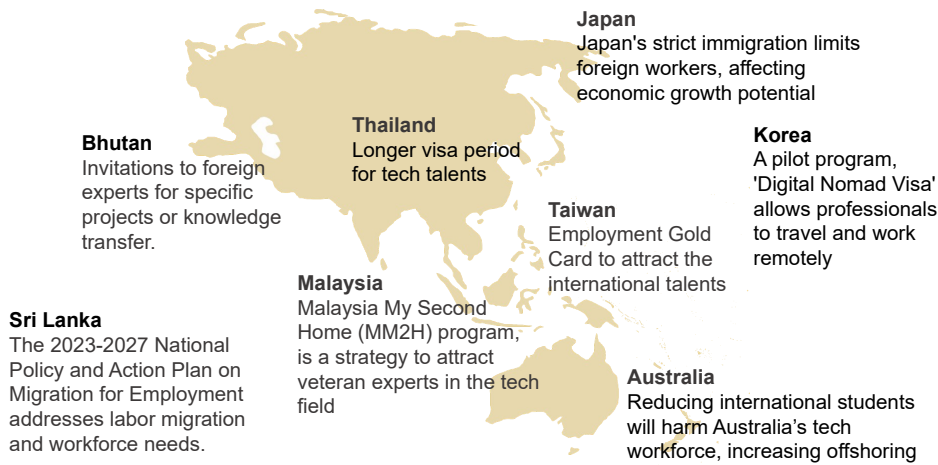 Japan
Japan's strict immigration limits
foreign workers, affecting
economic growth potential
Thailand
Longer visa period
for tech talents
Korea
A pilot program,
'Digital Nomad Visa'
allows professionals
to travel and work
remotely
Bhutan
Invitations to foreign
experts for specific
projects or knowledge
transfer.
Taiwan
Employment Gold
Card to attract the
international talents
Malaysia
Malaysia My Second
Home (MM2H) program,
is a strategy to attract
veteran experts in the tech
field
Sri Lanka
The 2023-2027 National
Policy and Action Plan on
Migration for Employment
addresses labor migration
and workforce needs.
Australia
Reducing international students
will harm Australia’s tech
workforce, increasing offshoring